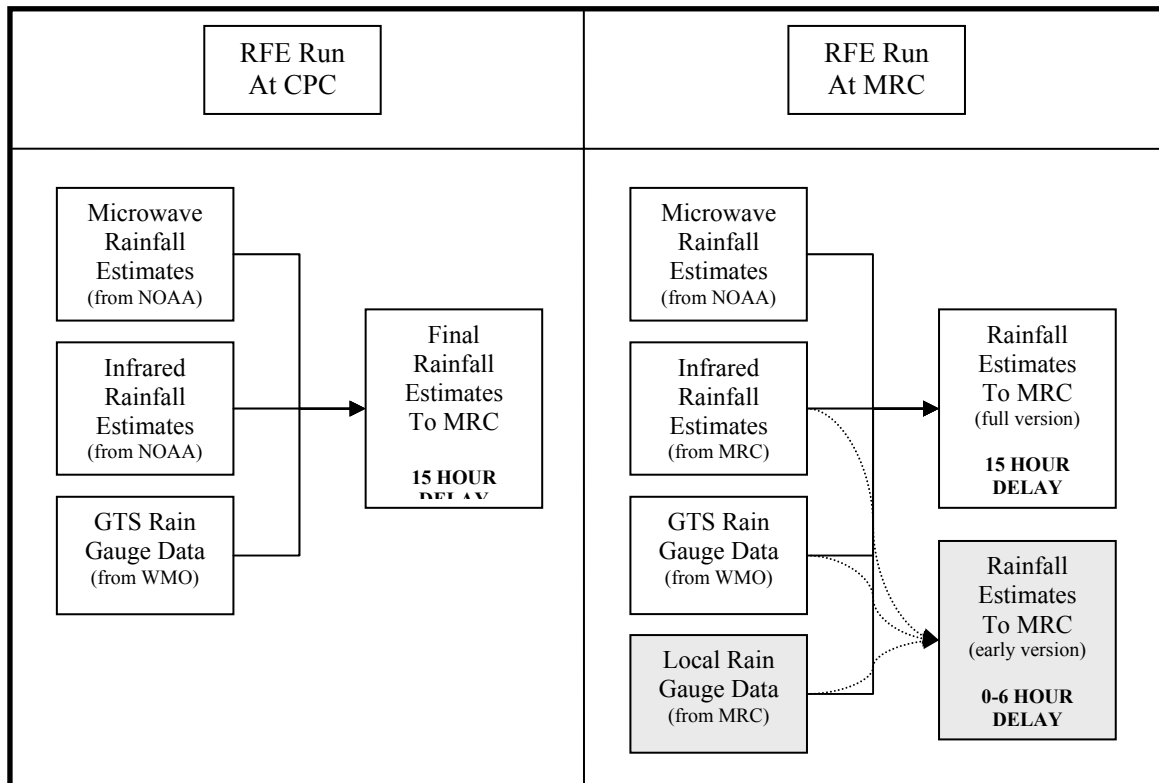 RFE Run
At CPC
RFE Run
At MRC
Microwave
Rainfall
Estimates
(from NOAA)
Infrared
Rainfall
Estimates
(from NOAA)
GTS Rain
Gauge Data
(from WMO)
Final
Rainfall
Estimates
To MRC
15 HOUR
DELAY
Microwave
Rainfall
Estimates
(from NOAA)
Infrared
Rainfall
Estimates
(from MRC)
GTS Rain
Gauge Data
(from WMO)
Local Rain
Gauge Data
(from MRC)
Rainfall
Estimates
To MRC
(full version)
15 HOUR
DELAY
Rainfall
Estimates
To MRC
(early version)
0-6 HOUR
DELAY